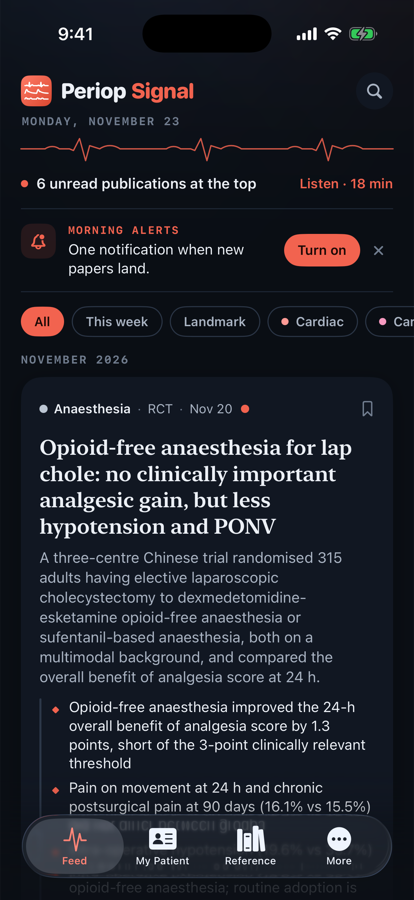 9:41
Periop Signal
MONDAY, NOVEMBER 23
6 unread publications at the top
Listen · 18 min
MORNING ALERTS
One notification when new
papers land.
Turn on
All
This week
Landmark
Cardiac
Car
NOVEMBER 2026
Anaesthesia · RCT · Nov 20
Opioid-free anaesthesia for lap
chole: no clinically important
analgesic gain, but less
hypotension and PONV
A three-centre Chinese trial randomised 315
adults having elective laparoscopic
cholecystectomy to dexmedetomidine-
esketamine opioid-free anaesthesia or
sufentanil-based anaesthesia, both on a
multimodal background, and compared the
overall benefit of analgesia score at 24 h.
Opioid-free anaesthesia improved the 24-h
overall benefit of analgesia score by 1.3
points, short of the 3-point clinically relevant
threshold
Pain on movement at 24 h and chronic
postsurgical pain at 90 days (16.1% vs 15.5%)
Feed
My Patient
Reference
More
opioid-free anaesthesia; routine adoption is